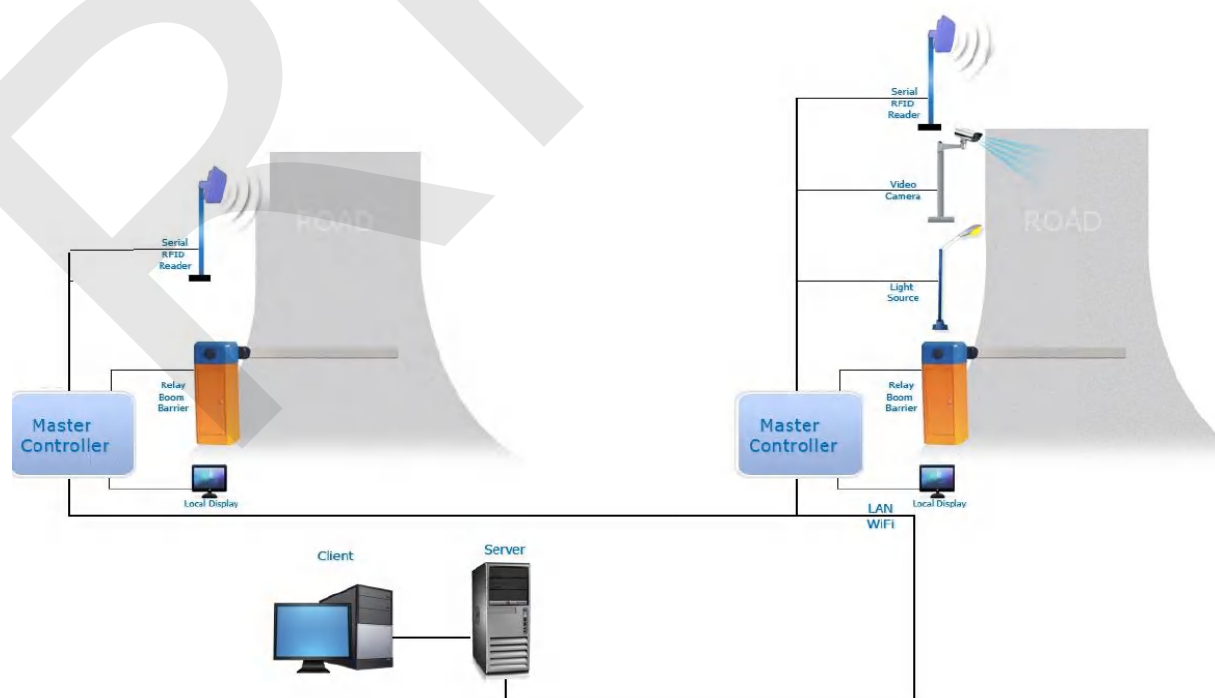 Serial
RFID
Reader
Video
Camera
ROAD
Light
Source
Relay
Boom
Barrier
Master
Controller
Local Display
LAN
WiFi
ROAD
Serial
RFID
Reader
Relay
Boom
Barrier
Master
Controller
Local Display
Client
Server